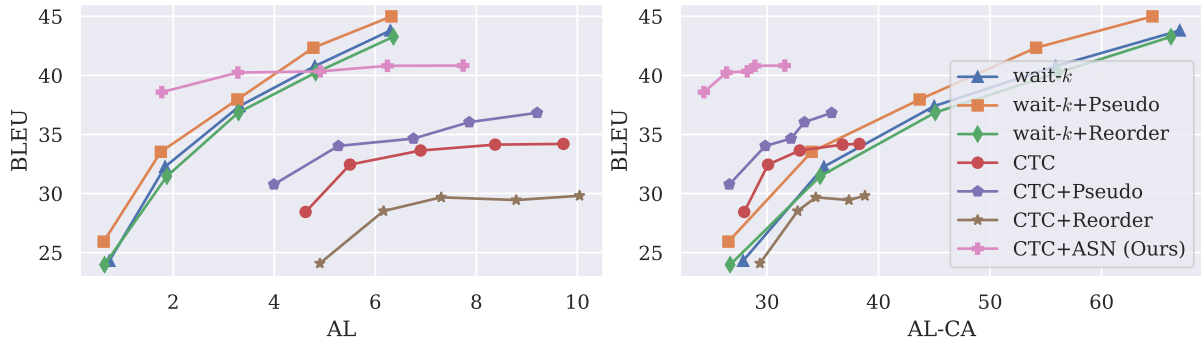 45
40
35
30
25
BLEU
2
4
6
8
10
AL
45
40
35
30
25
BLEU
30
40
50
60
AL-CA
wait-k
wait-k+Pseudo
wait-k+Reorder
CTC
CTC+Pseudo
CTC+Reorder
CTC+ASN (Ours)